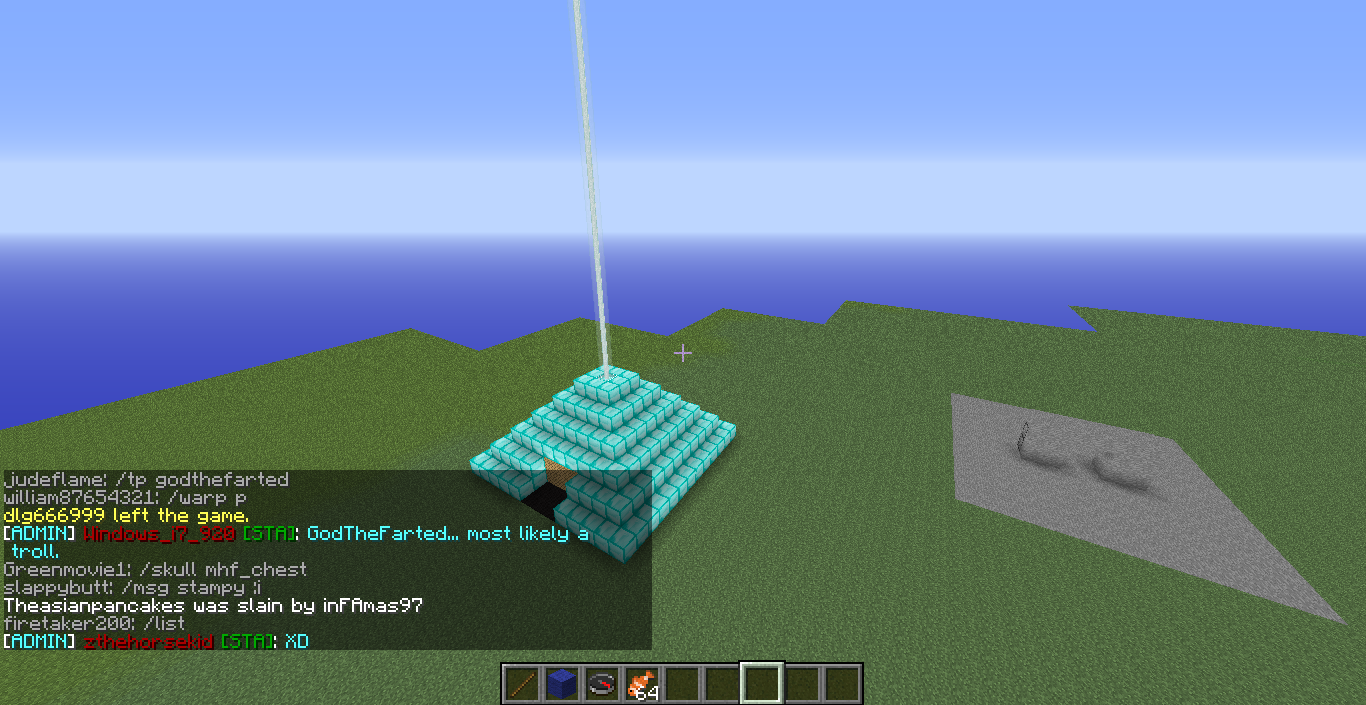 judeflame: /tp godthefarted
william87654321: /warp p
dlg666999 left the game.
[ADMIN] Windows_i7_920 [STA]: GodTheFarted... most likely a
troll.
Greenmovie1: /skull mhf_chest
slappybutt: /msg stampy :i
Theasianpancakes was slain by inFAmas97
firetaker200: /list
[ADMIN] zthehorsekid [STA]: XD
64